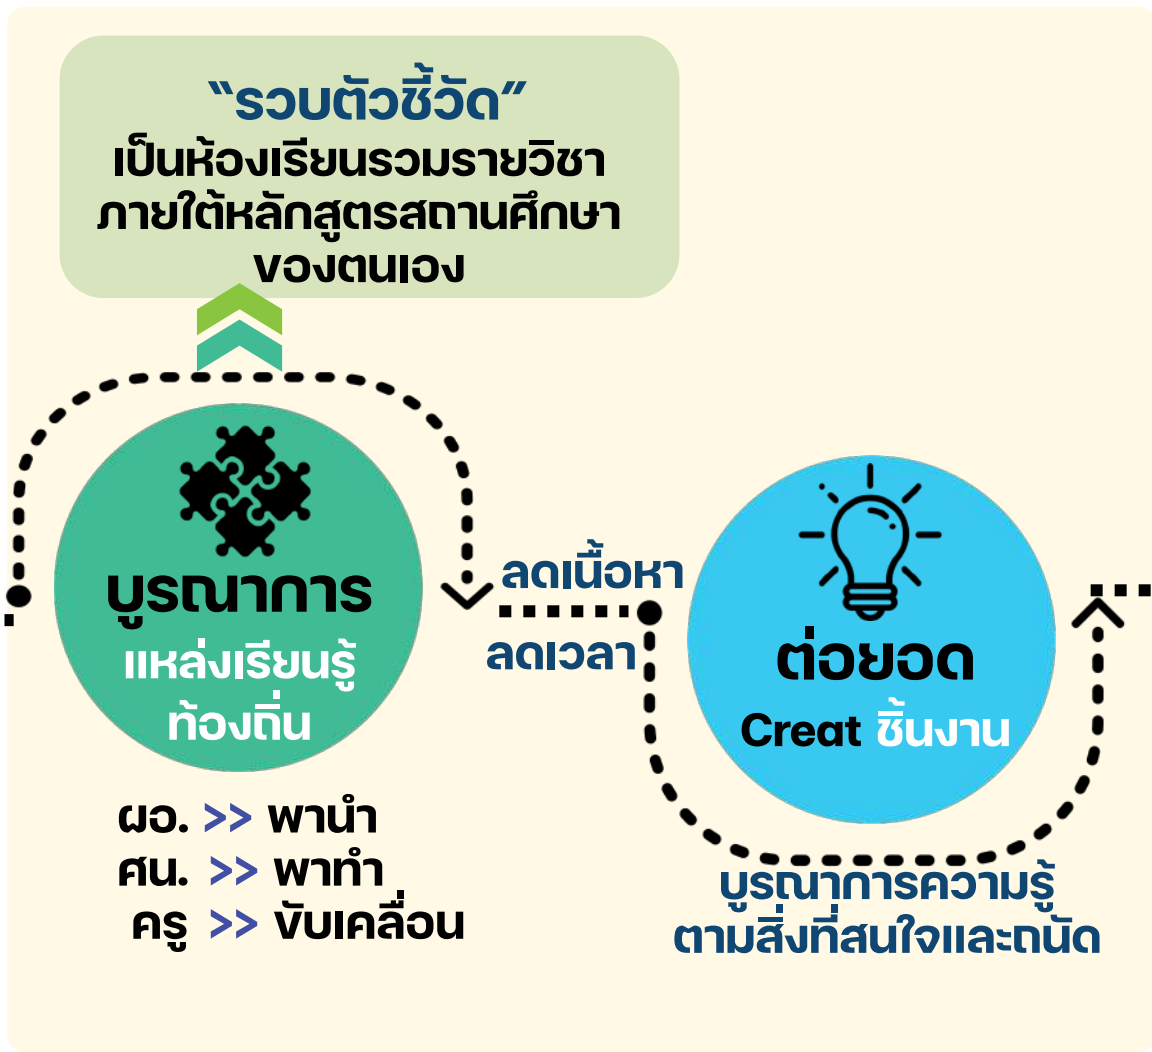 “รวบตัวชี้วัด”
เป็นห้องเรียนรวมรายวิชา
ภายใต้หลักสูตรสถานศึกษา
ของตนเอง
บูรณาการ
แหล่งเรียนรู้
ท้องถิ่น
ผอ. >> พานำ
ศน. >> พาทำ
ครู >> ขับเคลื่อน
ลดเนื้อหา
ลดเวลา
ต่อยอด
Creat ชิ้นงาน
บูรณาการความรู้
ตามสิ่งที่สนใจและถนัด